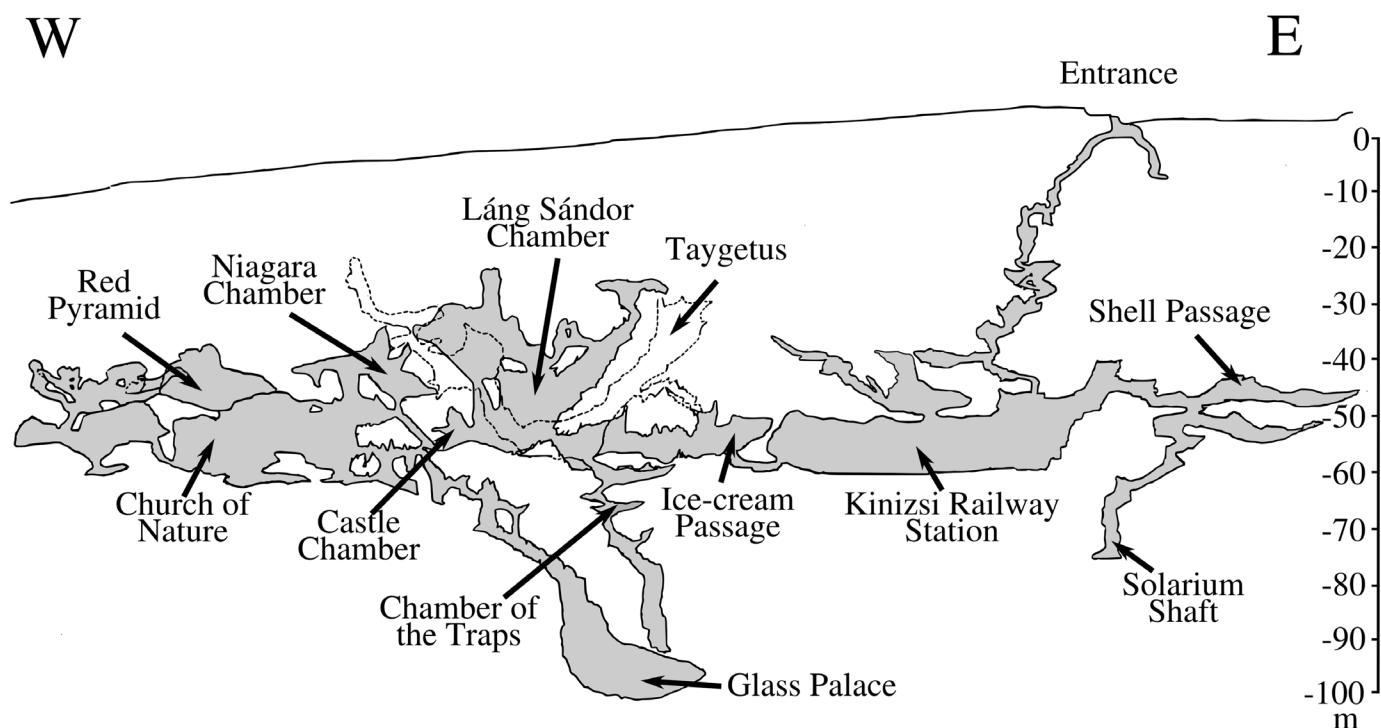 W
E
Entrance
0
-10
-20
-30
-40
-50
-60
-70
-80
-90
-100
m
Láng Sándor
Chamber
Taygetus
Niagara
Chamber
Red
Pyramid
Shell Passage
Church of
Nature
Castle
Chamber
Ice-cream
Passage
Kinizsi Railway
Station
Chamber of
the Traps
Solarium
Shaft
Glass Palace